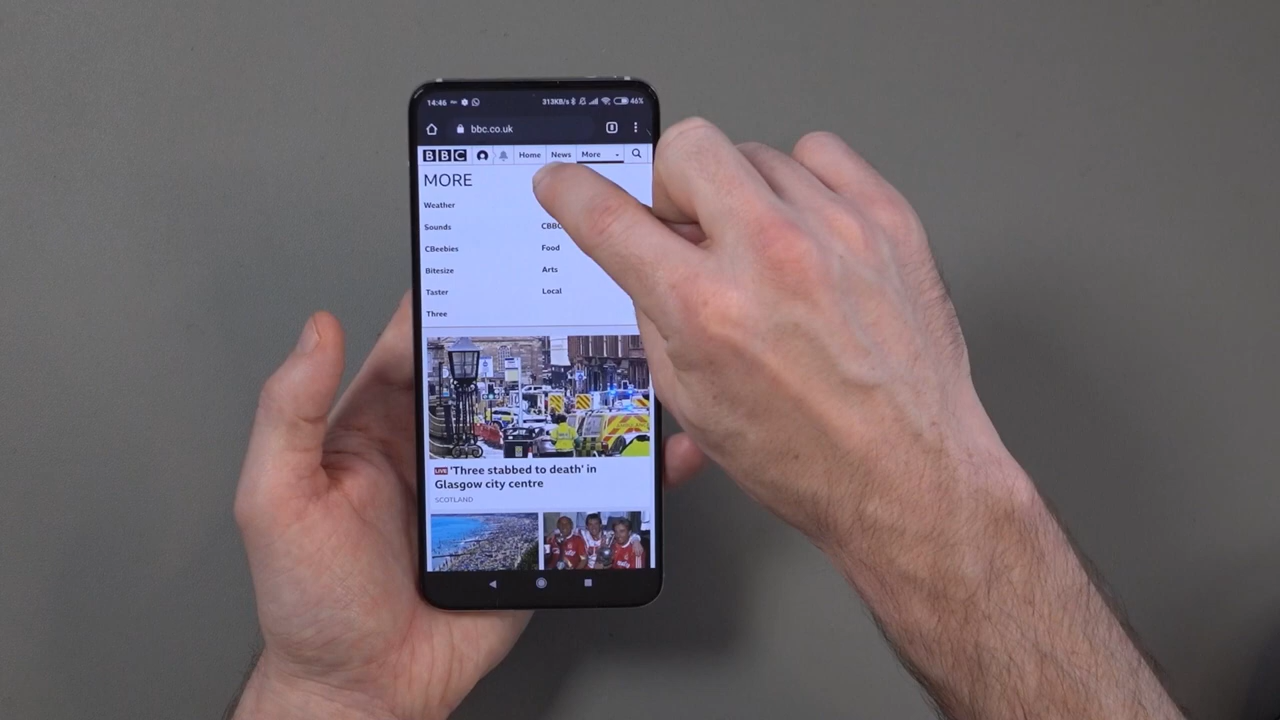 14:46 313KB/s 46%
bbc.co.uk 8
BBC Home News More
MORE
Weather
Sounds CBBC
CBeebies Food
Bitesize Arts
Taster Local
Three
LIVE 'Three stabbed to death' in
Glasgow city centre
SCOTLAND